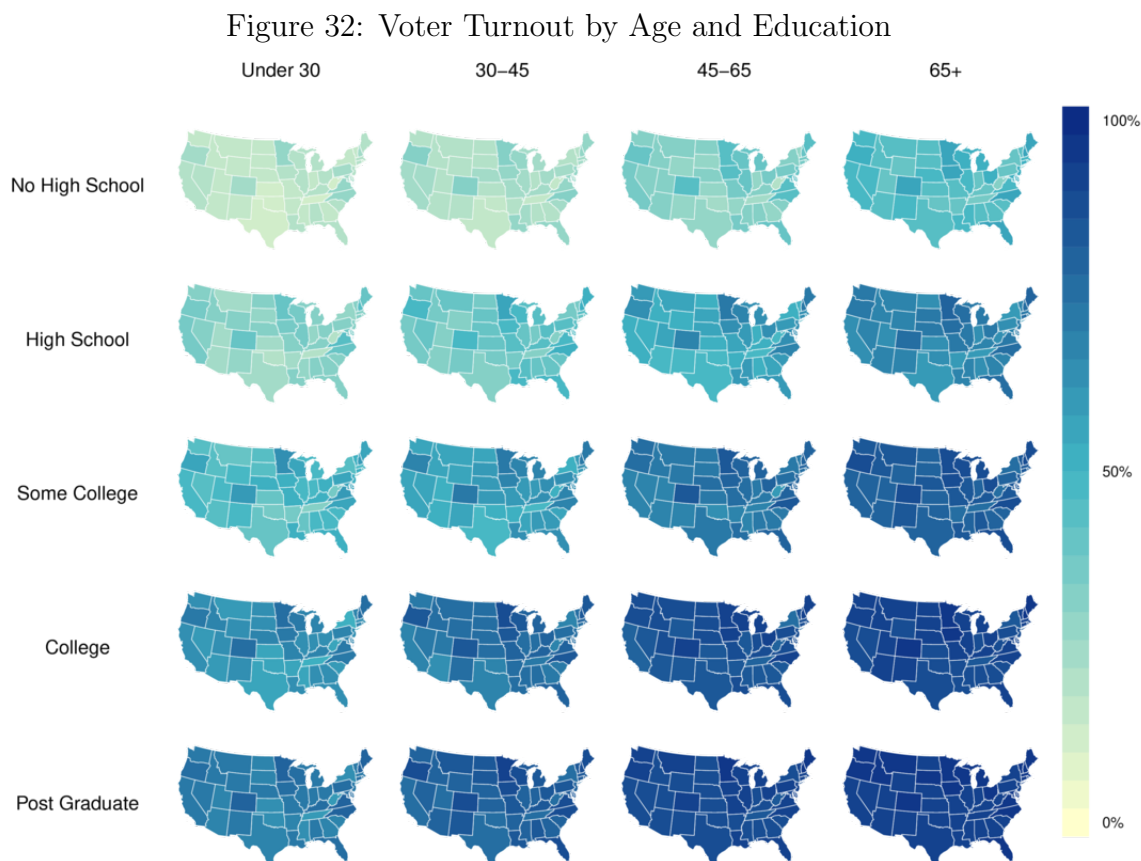 Figure 32: Voter Turnout by Age and Education
Under 30 30–45 45–65 65+
100%
No High School
High School
50%
Some College
College
Post Graduate
0%